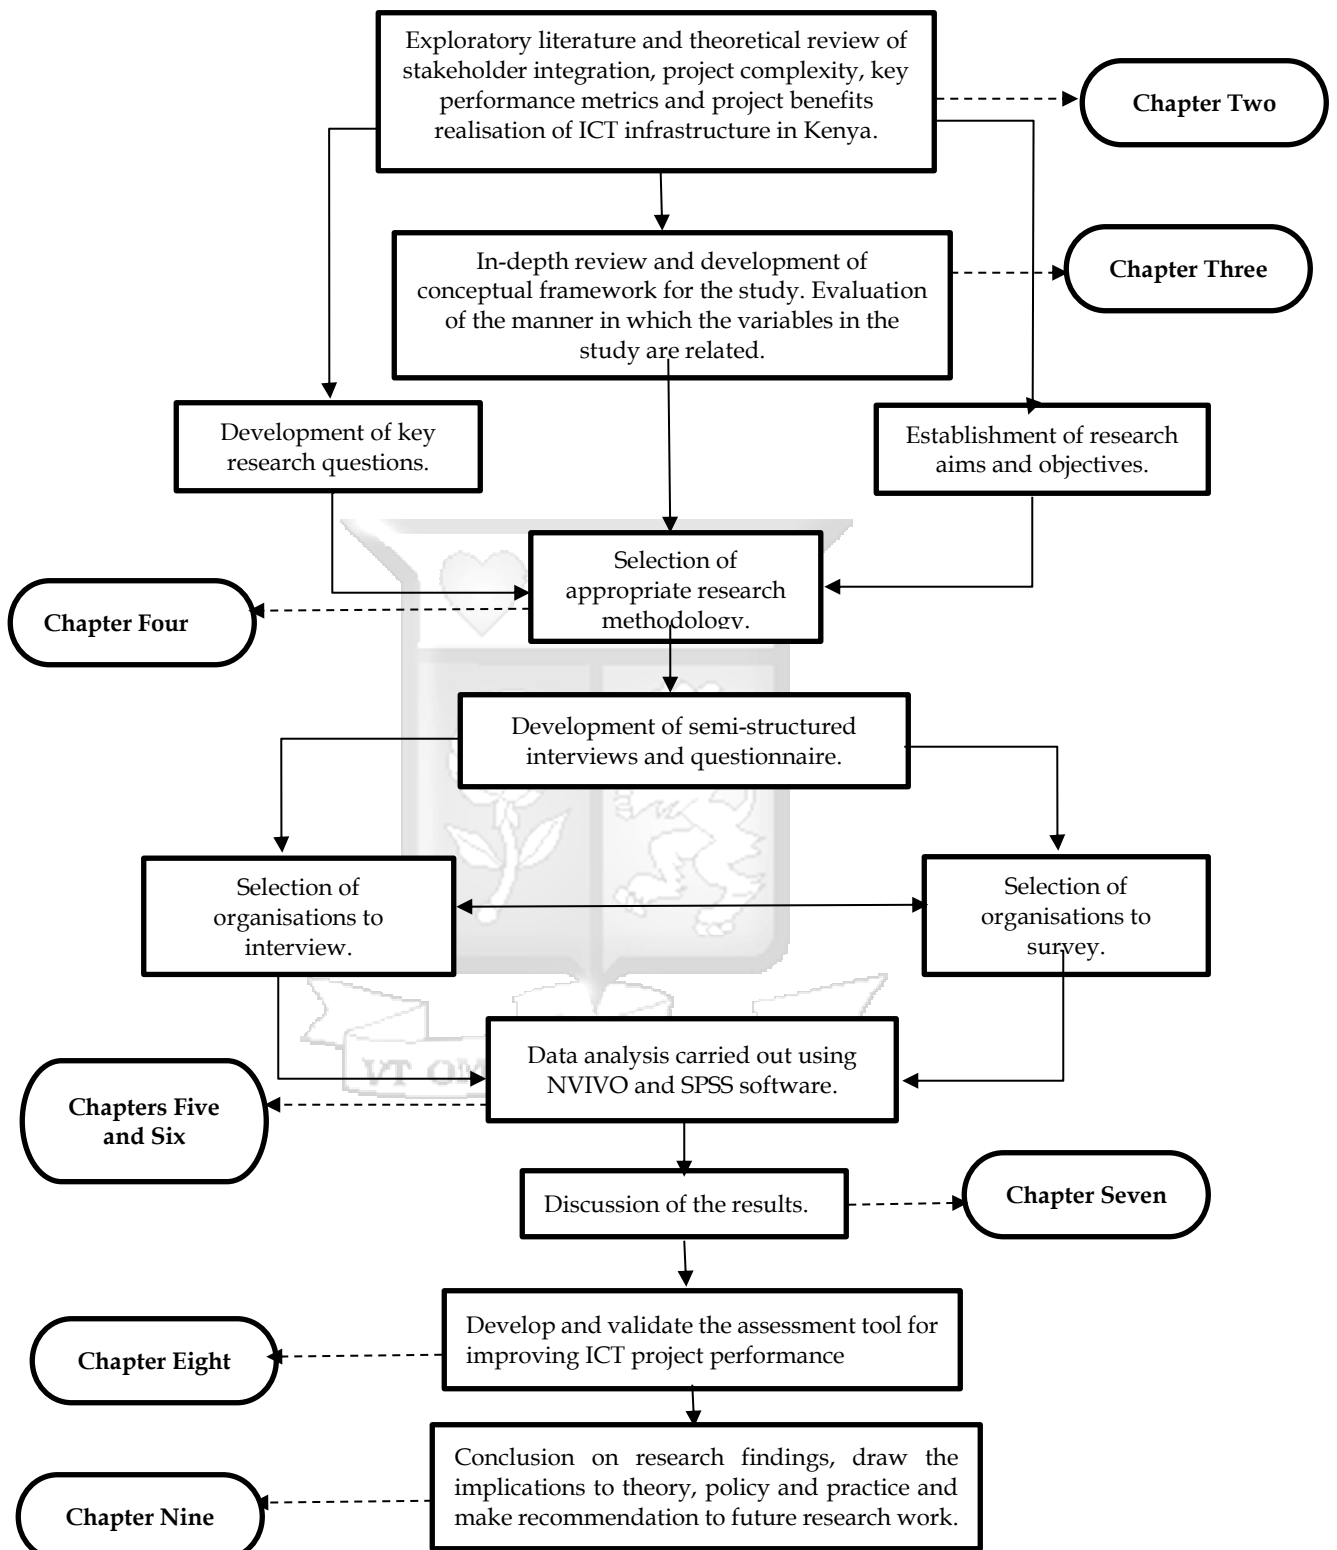 Exploratory literature and theoretical review of
stakeholder integration, project complexity, key
performance metrics and project benefits
realisation of ICT infrastructure in Kenya.
Chapter Two
In-depth review and development of
conceptual framework for the study. Evaluation
of the manner in which the variables in the
study are related.
Chapter Three
Development of key
research questions.
Establishment of research
aims and objectives.
Selection of
appropriate research
methodology.
Chapter Four
Development of semi-structured
interviews and questionnaire.
Selection of
organisations to
interview.
Selection of
organisations to
survey.
VT OM
Data analysis carried out using
NVIVO and SPSS software.
Chapters Five
and Six
Discussion of the results.
Chapter Seven
Develop and validate the assessment tool for
improving ICT project performance
Chapter Eight
Conclusion on research findings, draw the
implications to theory, policy and practice and
make recommendation to future research work.
Chapter Nine